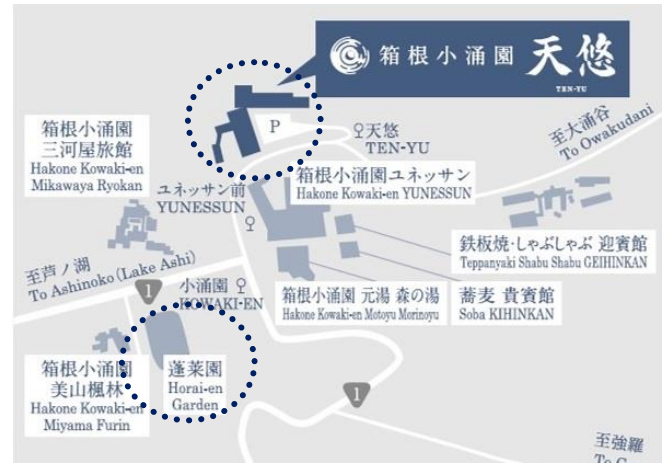 箱根小涌園 天悠
TEN-YU
P
天悠
TEN-YU
至大涌谷
To Owakudani
箱根小涌園
三河屋旅館
Hakone Kowaki-en
Mikawaya Ryokan
ユネッサン前
YUNESSUN
箱根小涌園ユネッサン
Hakone Kowaki-en YUNESSUN
鉄板焼・しゃぶしゃぶ 迎賓館
Teppanyaki Shabu Shabu GEIHINKAN
至芦ノ湖
To Ashinoko (Lake Ashi)
1
小涌園
KOWAKI-EN
箱根小涌園 元湯 森の湯
Hakone Kowaki-en Motoyu Morinoyu
蕎麦 貴賓館
Soba KIHINKAN
箱根小涌園
美山楓林
Hakone Kowaki-en
Miyama Furin
蓬莱園
Horai-en
Garden
1
至強羅